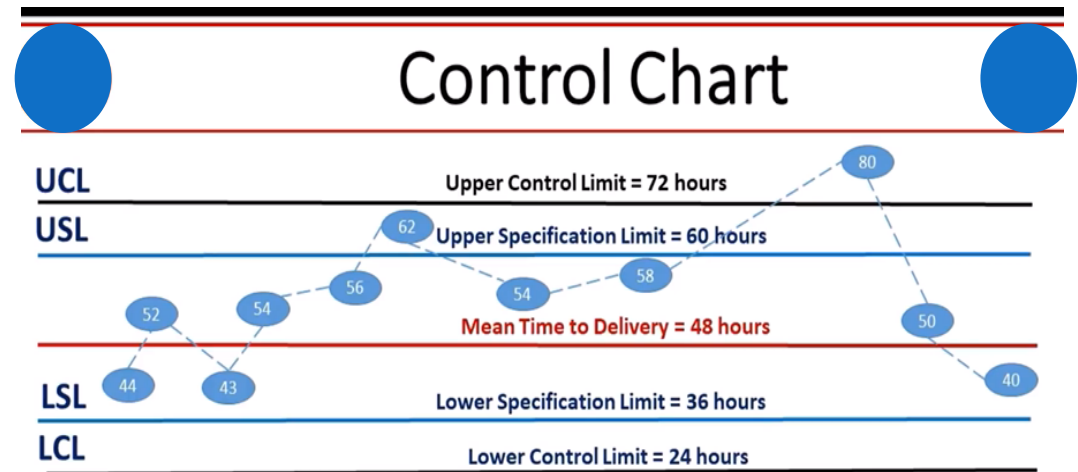 Control Chart
80
UCL
Upper Control Limit = 72 hours
USL
62
Upper Specification Limit = 60 hours
58
56
54
54
52
50
Mean Time to Delivery = 48 hours
44
43
40
LSL
Lower Specification Limit = 36 hours
LCL
Lower Control Limit = 24 hours